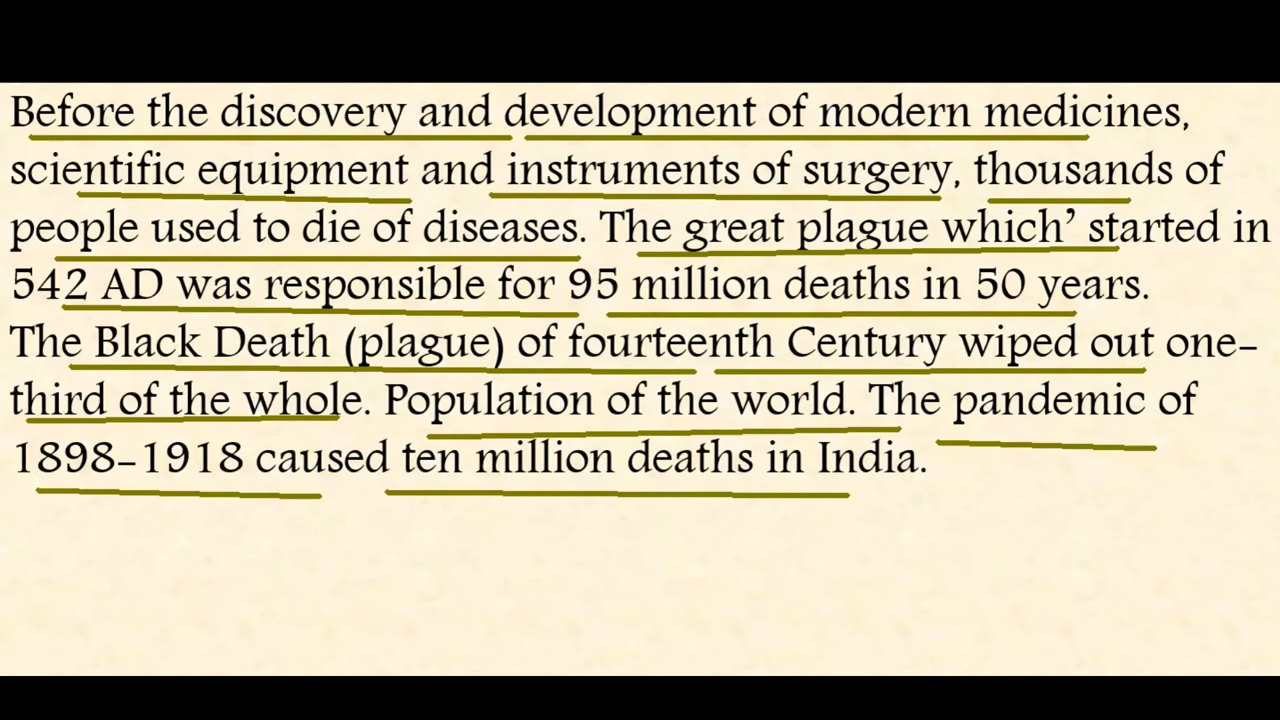 Before the discovery and development of modern medicines,
scientific equipment and instruments of surgery, thousands of
people used to die of diseases. The great plague which’ started in
542 AD was responsible for 95 million deaths in 50 years.
The Black Death (plague) of fourteenth Century wiped out one-
third of the whole. Population of the world. The pandemic of
1898-1918 caused ten million deaths in India.